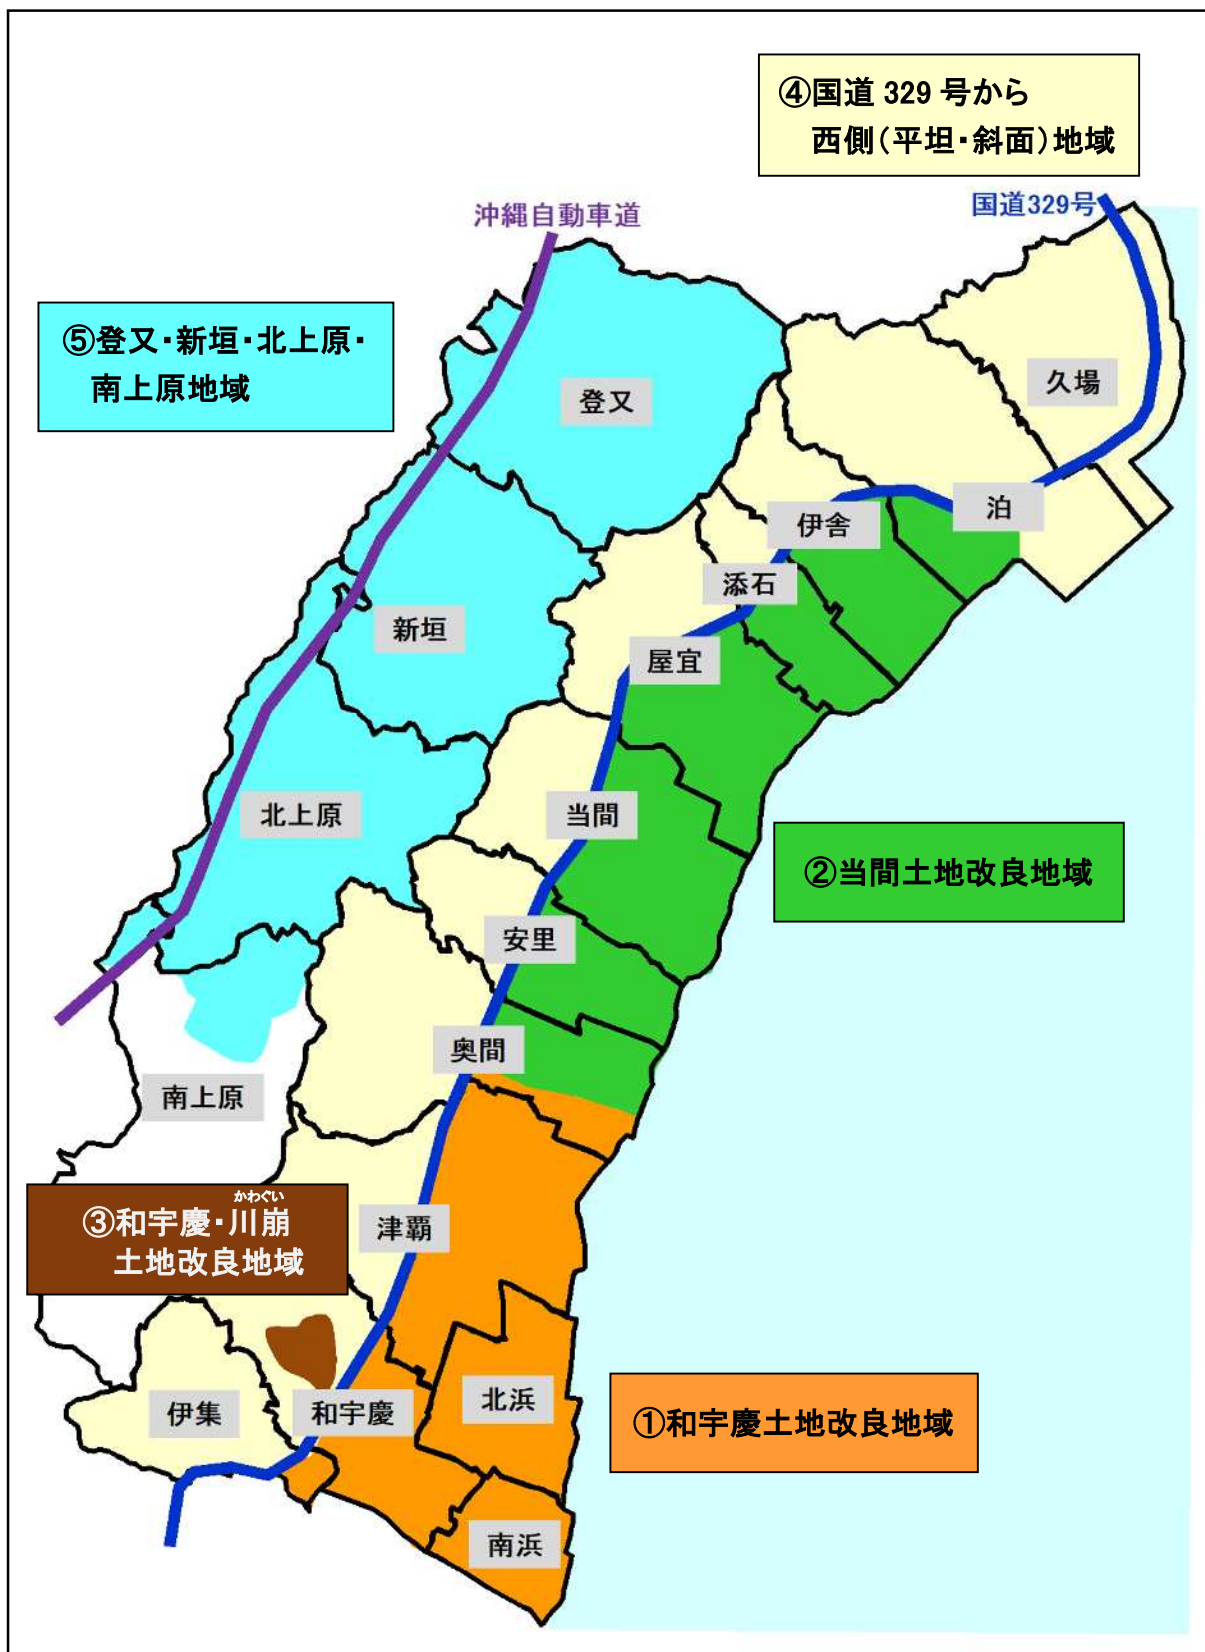 ④国道 329 号から
西側(平坦・斜面)地域
国道329号
沖縄自動車道
⑤登又・新垣・北上原・
南上原地域
登又
久場
泊
伊舎
添石
新垣
屋宜
北上原
当間
②当間土地改良地域
安里
奥間
南上原
かわぐい
③和宇慶・川崩
土地改良地域
津覇
伊集
和宇慶
北浜
①和宇慶土地改良地域
南浜